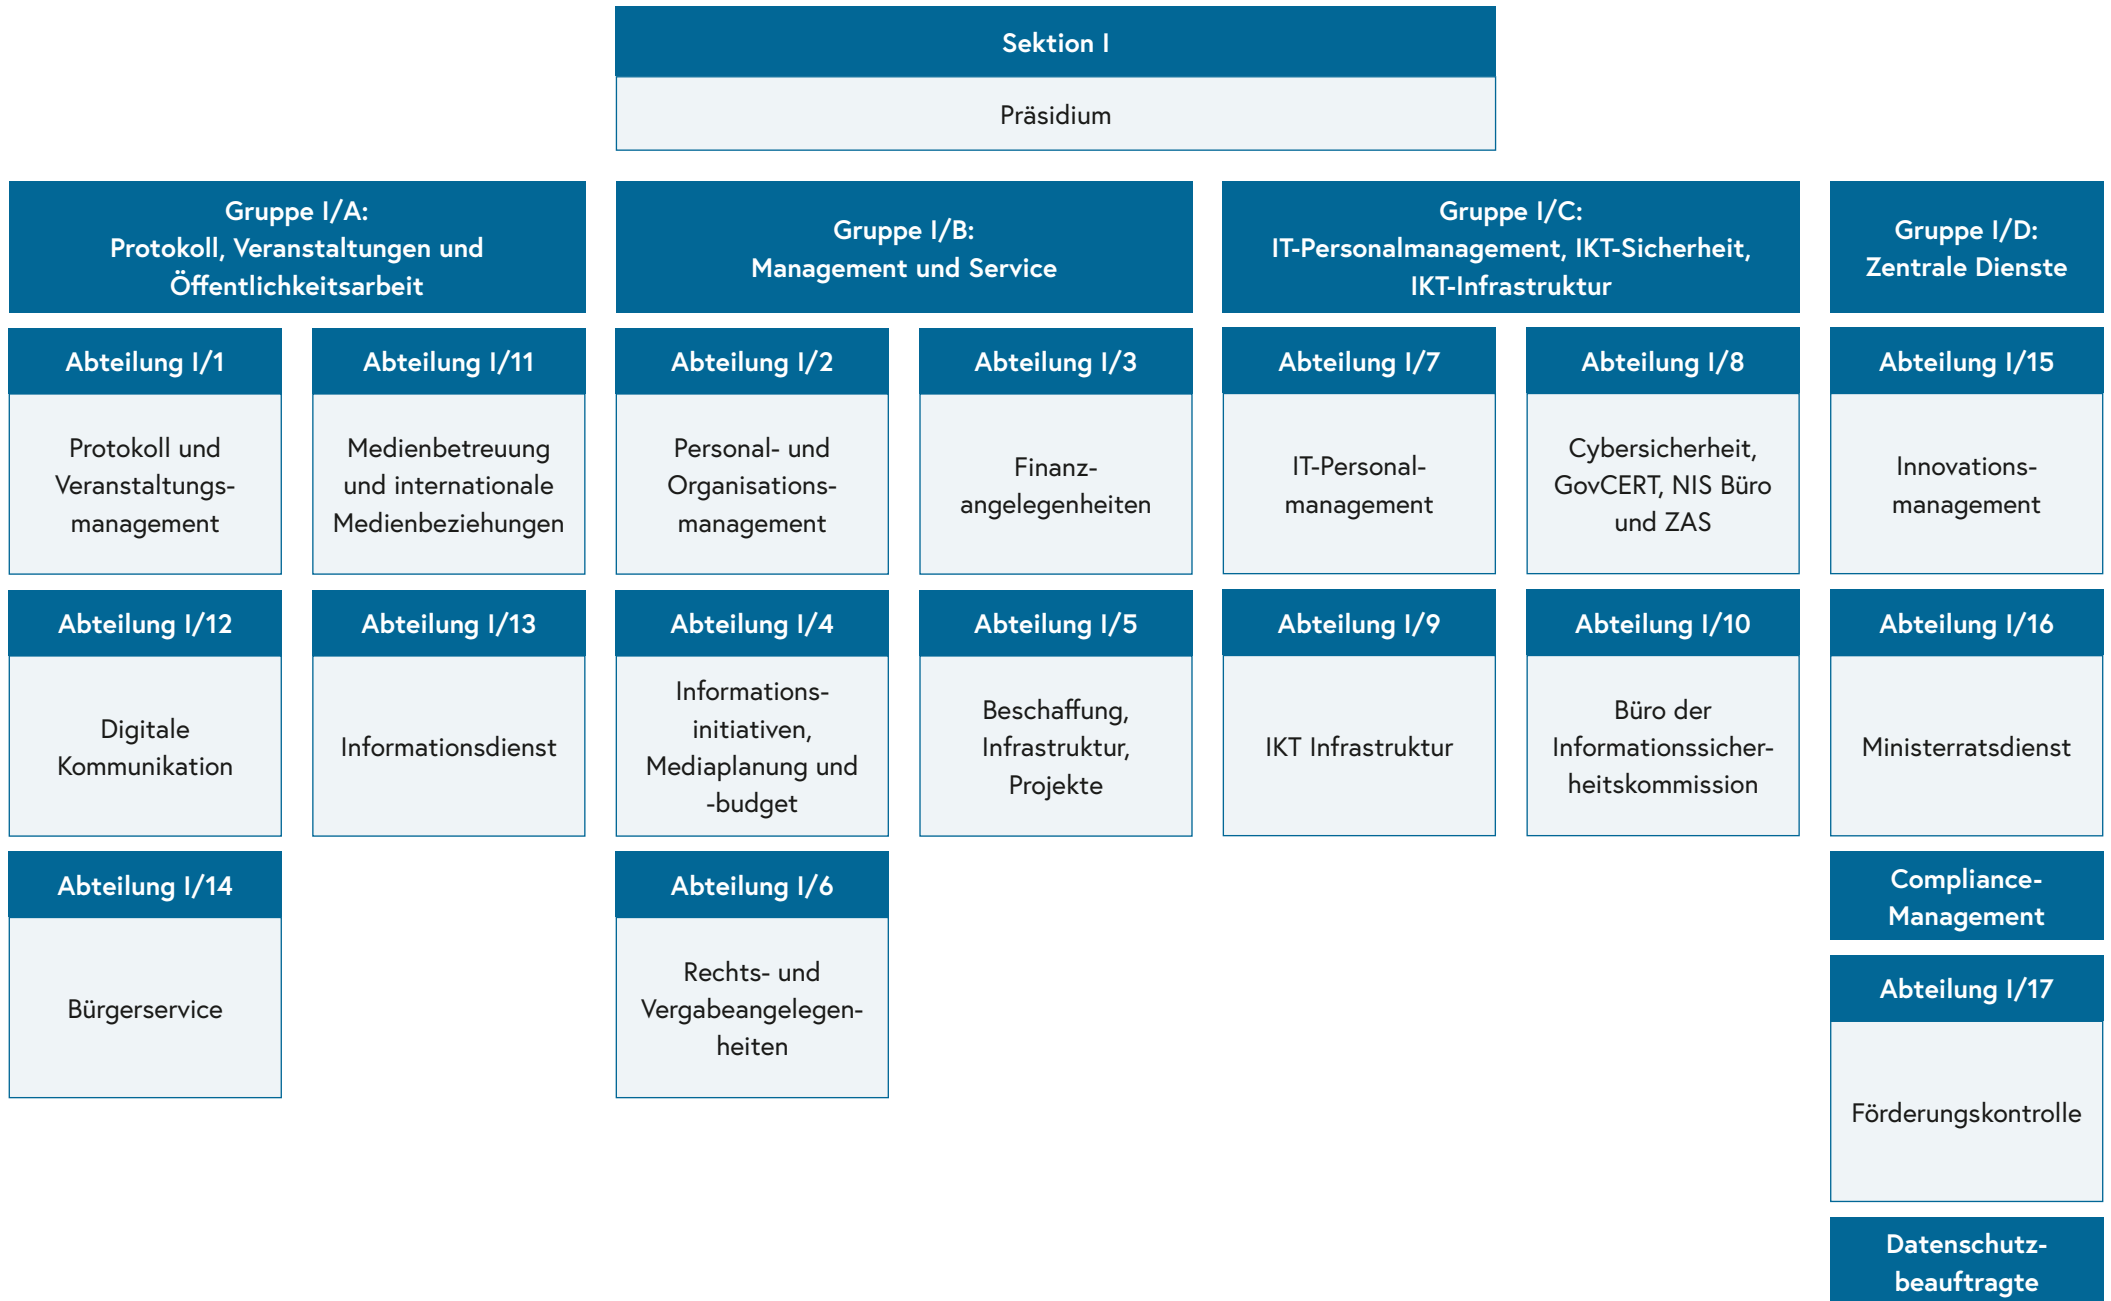 Sektion I
Präsidium
Gruppe I/A:
Protokoll, Veranstaltungen und
Öffentlichkeitsarbeit
Gruppe I/B:
Management und Service
Gruppe I/C:
IT-Personalmanagement, IKT-Sicherheit,
IKT-Infrastruktur
Gruppe I/D:
Zentrale Dienste
Abteilung I/1
Protokoll und
Veranstaltungs-
management
Abteilung I/11
Medienbetreuung
und internationale
Medienbeziehungen
Abteilung I/2
Personal- und
Organisations-
management
Abteilung I/3
Finanz-
angelegenheiten
Abteilung I/7
IT-Personal-
management
Abteilung I/8
Cybersicherheit,
GovCERT, NIS Büro
und ZAS
Abteilung I/15
Innovations-
management
Abteilung I/12
Digitale
Kommunikation
Abteilung I/13
Informationsdienst
Abteilung I/4
Informations-
initiativen,
Mediaplanung und
-budget
Abteilung I/5
Beschaffung,
Infrastruktur,
Projekte
Abteilung I/9
IKT Infrastruktur
Abteilung I/10
Büro der
Informationssicher-
heitskommission
Abteilung I/16
Ministerratsdienst
Abteilung I/14
Bürgerservice
Abteilung I/6
Rechts- und
Vergabeangelegen-
heiten
Compliance-
Management
Abteilung I/17
Förderungskontrolle
Datenschutz-
beauftragte